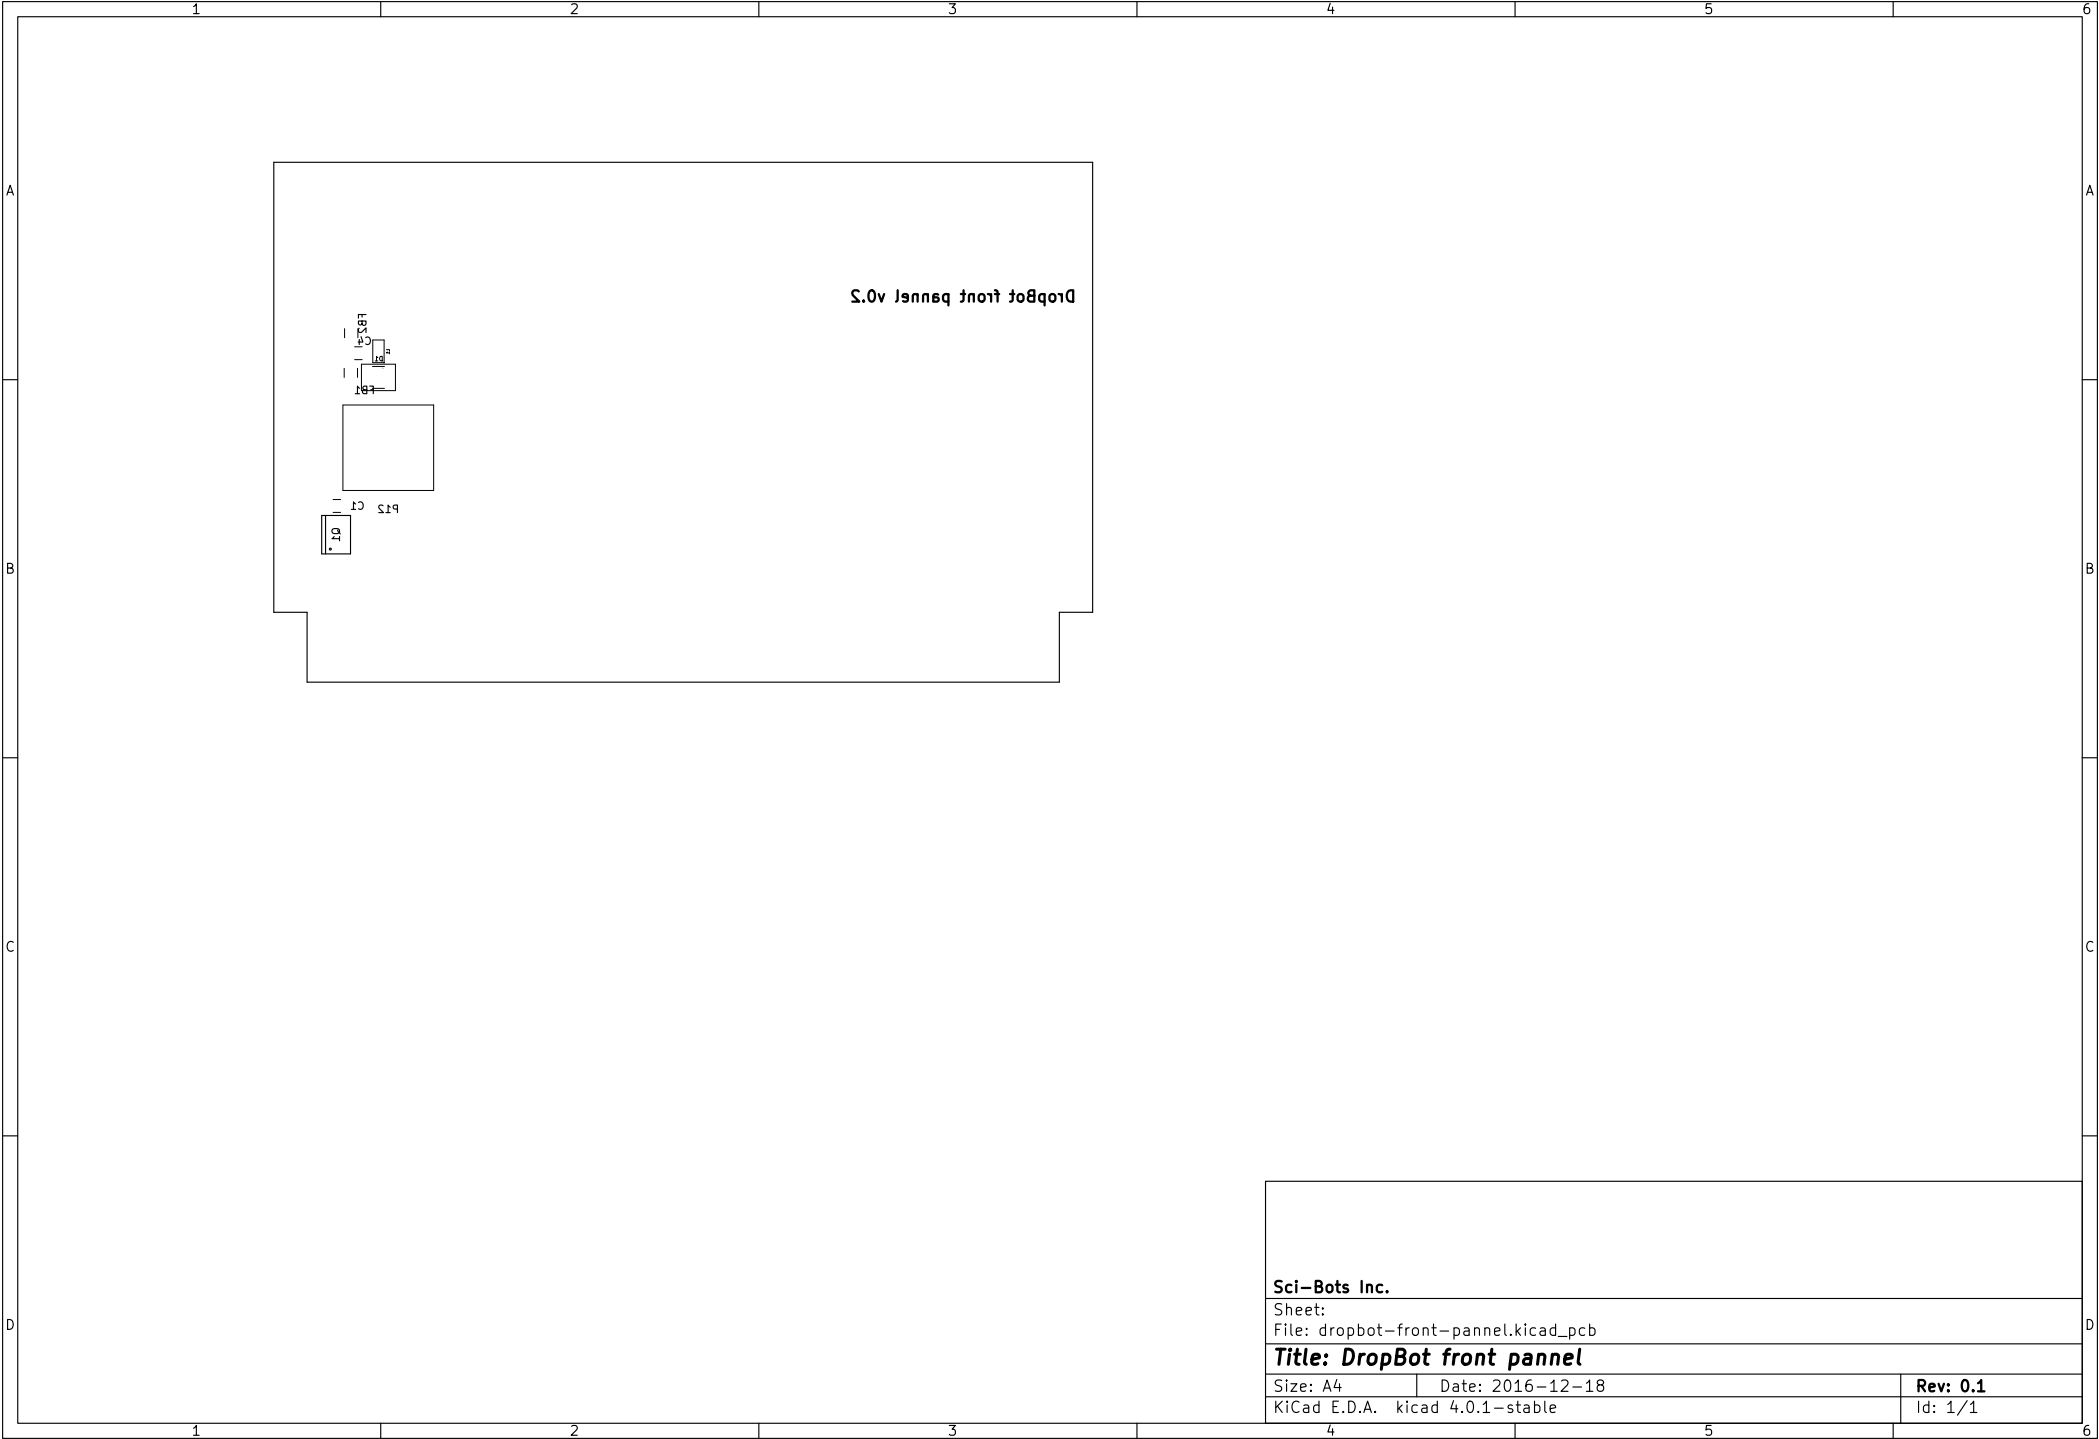 1 2 3 4 5 6
A A
DropBot front pannel v0.2
FB2
C4
L1
D1
FB1
C1 P12
Q1
B B
C C
Sci-Bots Inc.
Sheet:
File: dropbot-front-pannel.kicad_pcb
D D
Title: DropBot front pannel
Size: A4 Date: 2016-12-18 Rev: 0.1
KiCad E.D.A. kicad 4.0.1-stable Id: 1/1
1 2 3 4 5 6